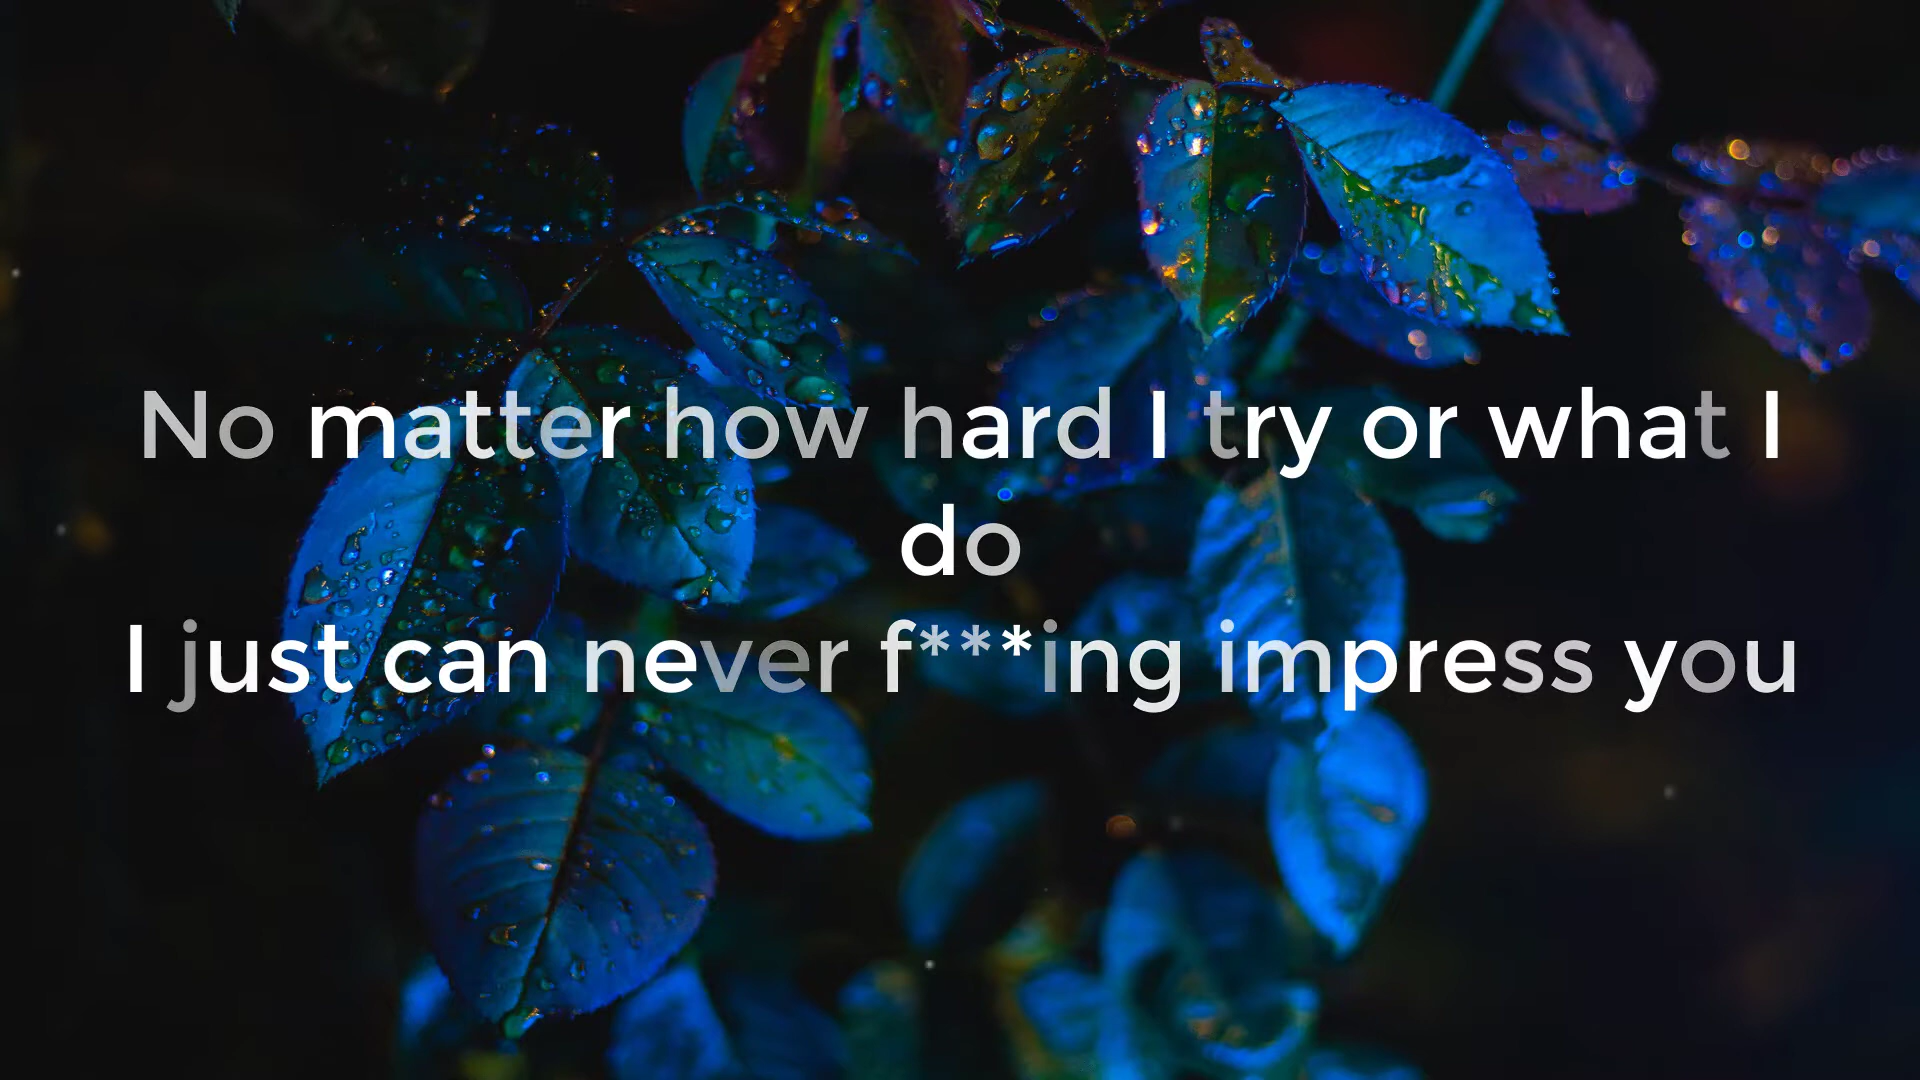 No matter how hard I try or what I
do
I just can never f***ing impress you